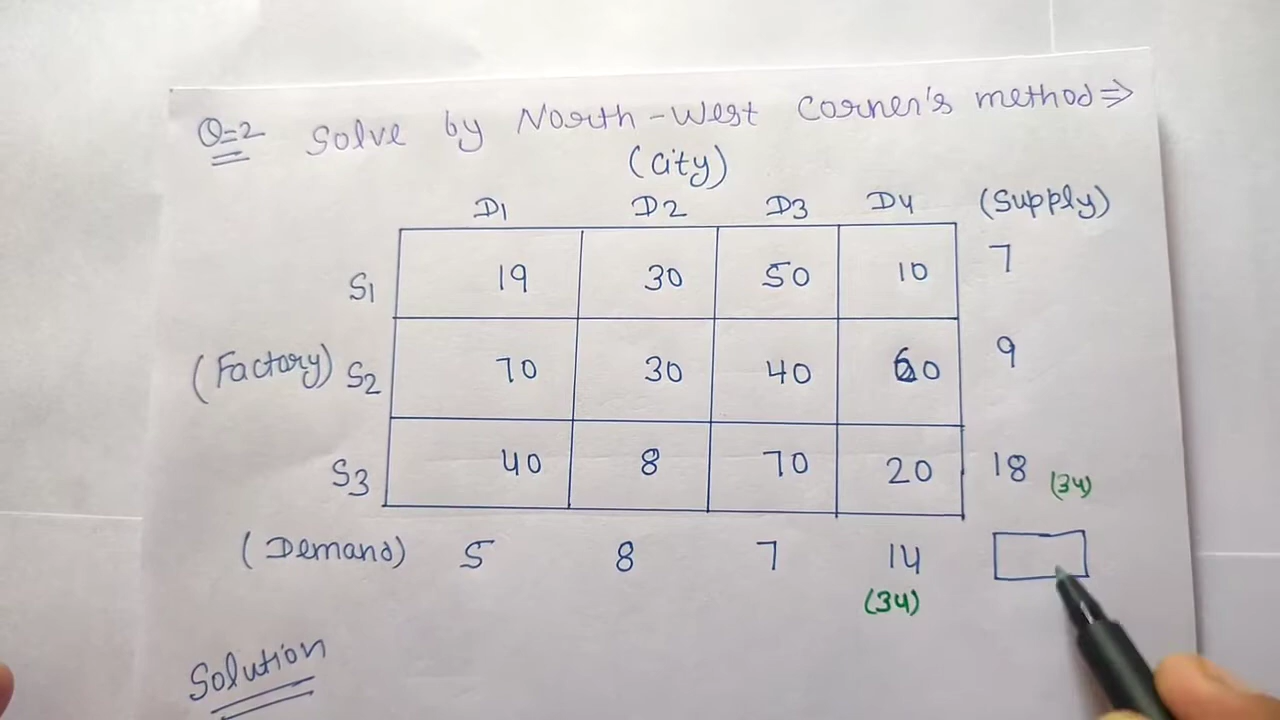 Q=2 Solve by North-West Corner's method⇒
(City)
D1 D2 D3 D4 (Supply)
S1 19 30 50 10 7
(Factory) S2 70 30 40 60 9
S3 40 8 70 20 18 (34)
(Demand) 5 8 7 14
(34)
Solution